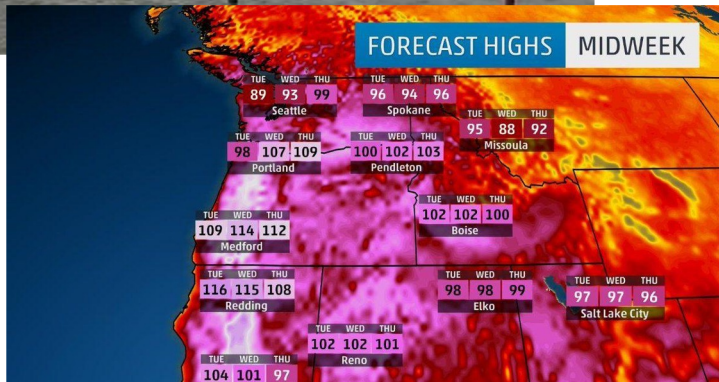 FORECAST HIGHS MIDWEEK
TUE WED THU
89 93 99
Seattle
TUE WED THU
96 94 96
Spokane
TUE WED THU
95 88 92
Missoula
TUE WED THU
98 107 109
Portland
TUE WED THU
100 102 103
Pendleton
TUE WED THU
102 102 100
Boise
TUE WED THU
109 114 112
Medford
TUE WED THU
116 115 108
Redding
TUE WED THU
98 98 99
Elko
TUE WED THU
97 97 96
Salt Lake City
TUE WED THU
102 102 101
Reno
TUE WED THU
104 101 97